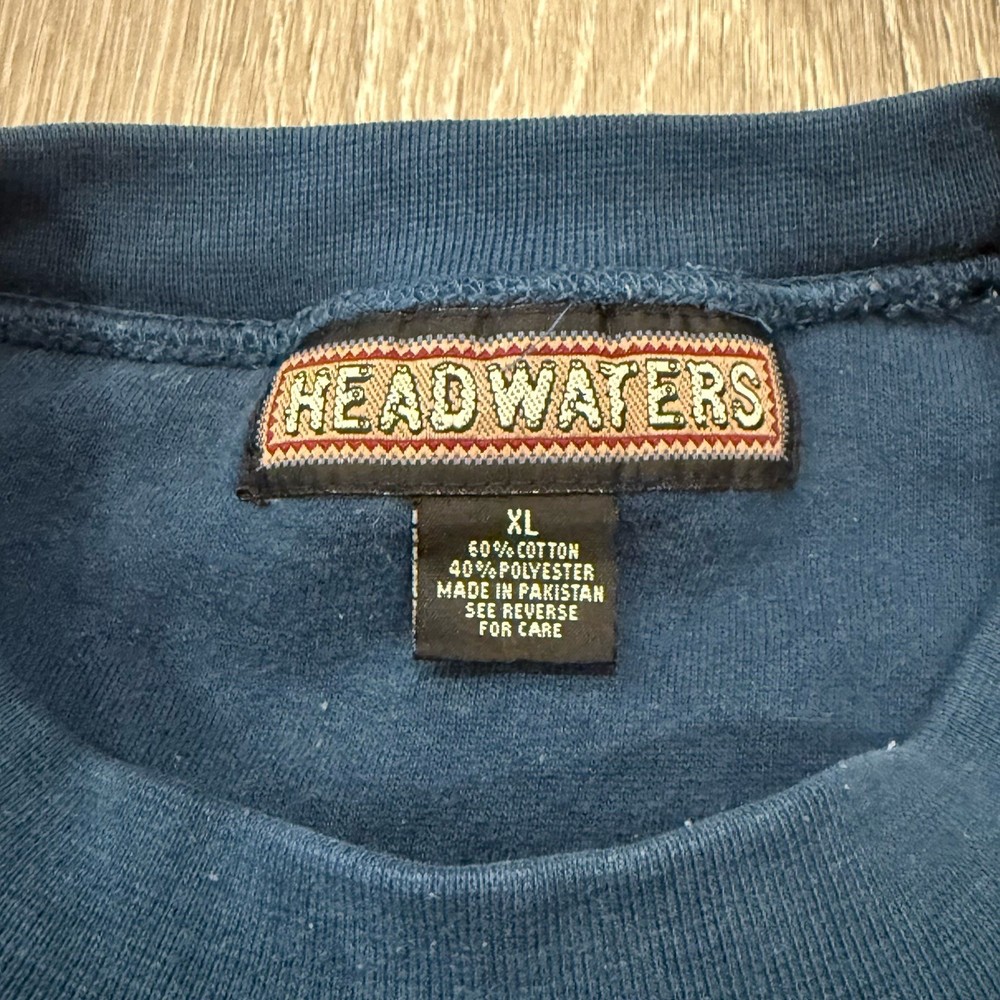 HEADWATERS
XL
60% COTTON
40% POLYESTER
MADE IN PAKISTAN
SEE REVERSE
FOR CARE